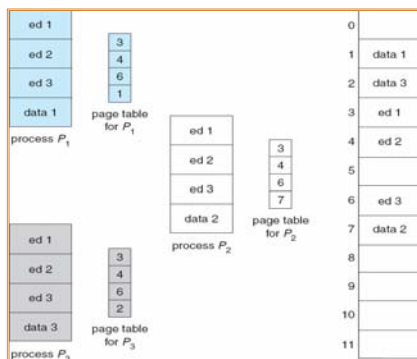 ed 1
ed 2
ed 3
data 1
process P1
3
4
6
1
page table
for P1
ed 1
ed 2
ed 3
data 2
process P2
3
4
6
7
page table
for P2
ed 1
ed 2
ed 3
data 3
process P3
3
4
6
2
page table
for P3
0
1 data 1
2 data 3
3 ed 1
4 ed 2
5
6 ed 3
7 data 2
8
9
10
11